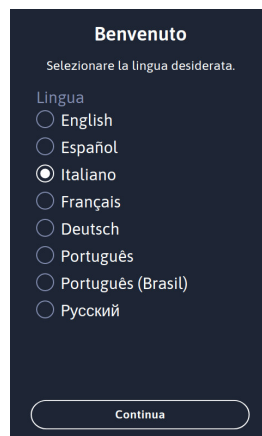 Benvenuto
Selezionare la lingua desiderata.
Lingua
English
Español
Italiano
Français
Deutsch
Português
Português (Brasil)
Русский
Continua